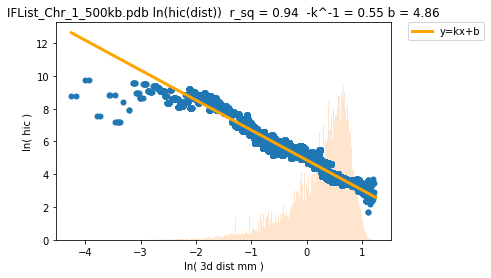 IFList_Chr_1_500kb.pdb ln(hic(dist))  r_sq = 0.94  -k^-1 = 0.55 b = 4.86
y=kx+b
12
10
8
6
4
2
0
ln( hic )
−4 −3 −2 −1 0 1
ln( 3d dist mm )